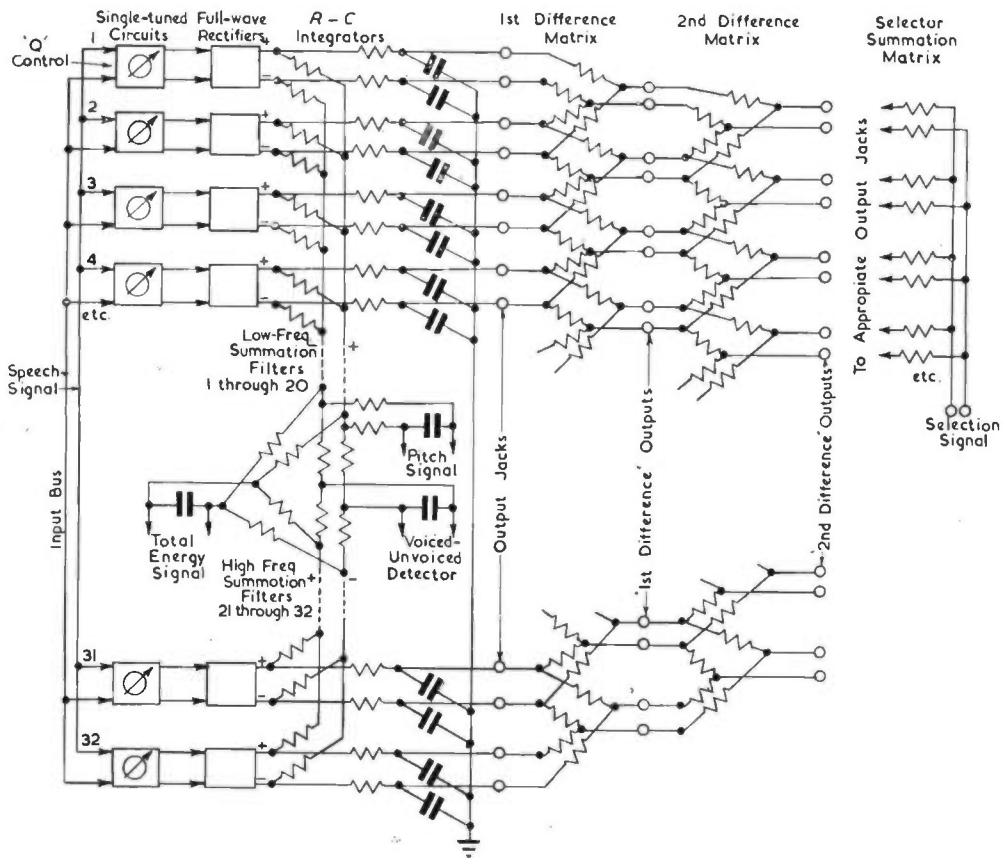 Single-tuned
Circuits
Full-wave
Rectifiers
R – C
Integrators
1st Difference
Matrix
2nd Difference
Matrix
Selector
Summation
Matrix
'Q'
Control
1
+
-
2
+
-
3
+
-
4
+
-
etc.
Speech
Signal
Input Bus
Low-Freq
Summation
Filters
1 through 20
-
+
Pitch
Signal
Total
Energy
Signal
Voiced-
Unvoiced
Detector
High Freq
Summotion
Filters
21 through 32
+
-
31
+
-
32
+
-
Output Jacks
'1st Difference' Outputs
'2nd Difference' Outputs
To Appropiate Output Jacks
etc.
Selection
Signal